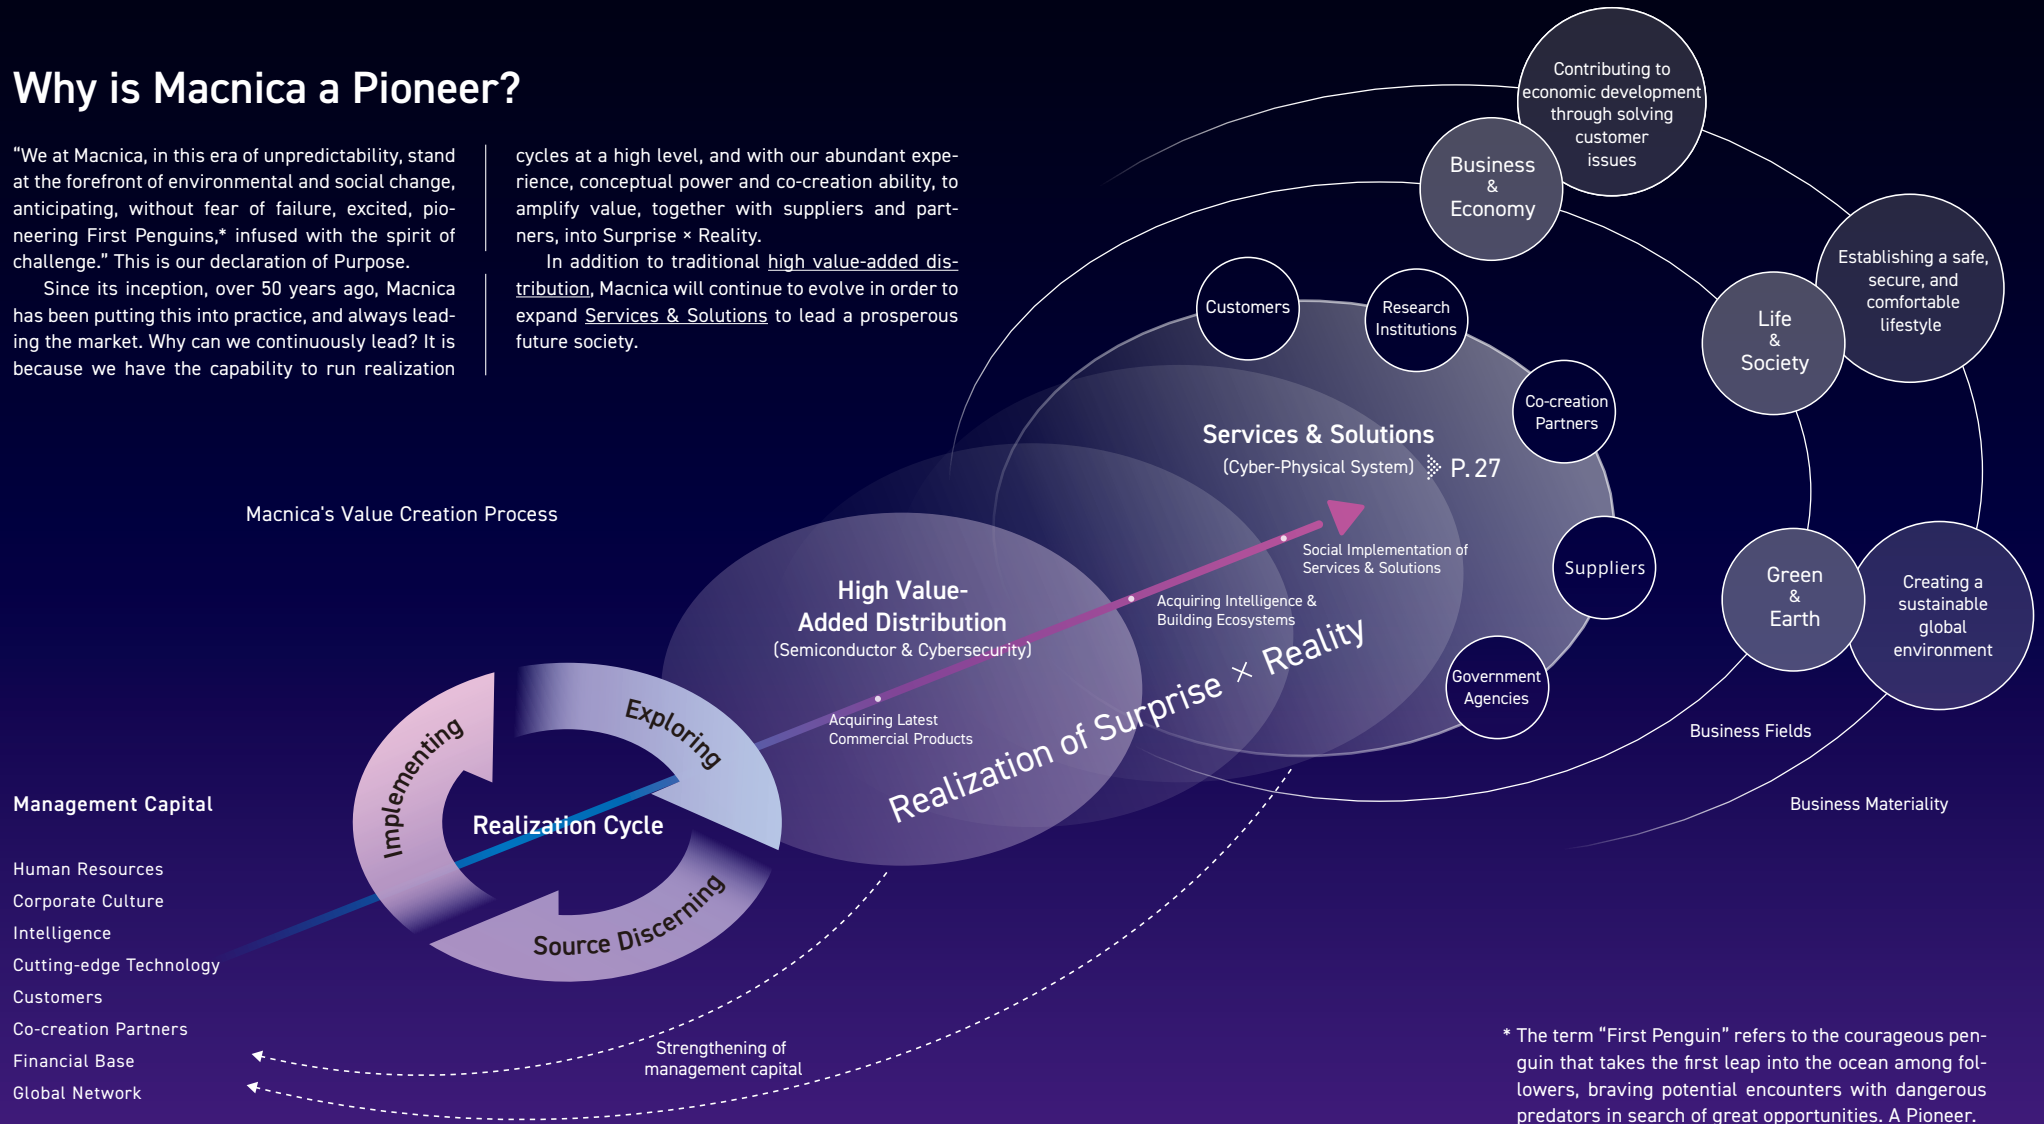 Why is Macnica a Pioneer?
“We at Macnica, in this era of unpredictability, stand
at the forefront of environmental and social change,
anticipating, without fear of failure, excited, pio-
neering First Penguins,* infused with the spirit of
challenge.” This is our declaration of Purpose.
Since its inception, over 50 years ago, Macnica
has been putting this into practice, and always lead-
ing the market. Why can we continuously lead? It is
because we have the capability to run realization
cycles at a high level, and with our abundant expe-
rience, conceptual power and co-creation ability, to
amplify value, together with suppliers and part-
ners, into Surprise × Reality.
In addition to traditional high value-added dis-
tribution, Macnica will continue to evolve in order to
expand Services & Solutions to lead a prosperous
future society.
Macnica's Value Creation Process
Management Capital
Human Resources
Corporate Culture
Intelligence
Cutting-edge Technology
Customers
Co-creation Partners
Financial Base
Global Network
Implementing
Exploring
Source Discerning
Realization Cycle
High Value-
Added Distribution
(Semiconductor & Cybersecurity)
Acquiring Latest
Commercial Products
Acquiring Intelligence &
Building Ecosystems
Social Implementation of
Services & Solutions
Realization of Surprise × Reality
Services & Solutions
(Cyber-Physical System) P. 27
Customers
Research
Institutions
Co-creation
Partners
Suppliers
Government
Agencies
Business
&
Economy
Contributing to
economic development
through solving
customer
issues
Life
&
Society
Establishing a safe,
secure, and
comfortable
lifestyle
Green
&
Earth
Creating a
sustainable
global
environment
Business Fields
Business Materiality
Strengthening of
management capital
* The term “First Penguin” refers to the courageous pen-
guin that takes the first leap into the ocean among fol-
lowers, braving potential encounters with dangerous
predators in search of great opportunities. A Pioneer.